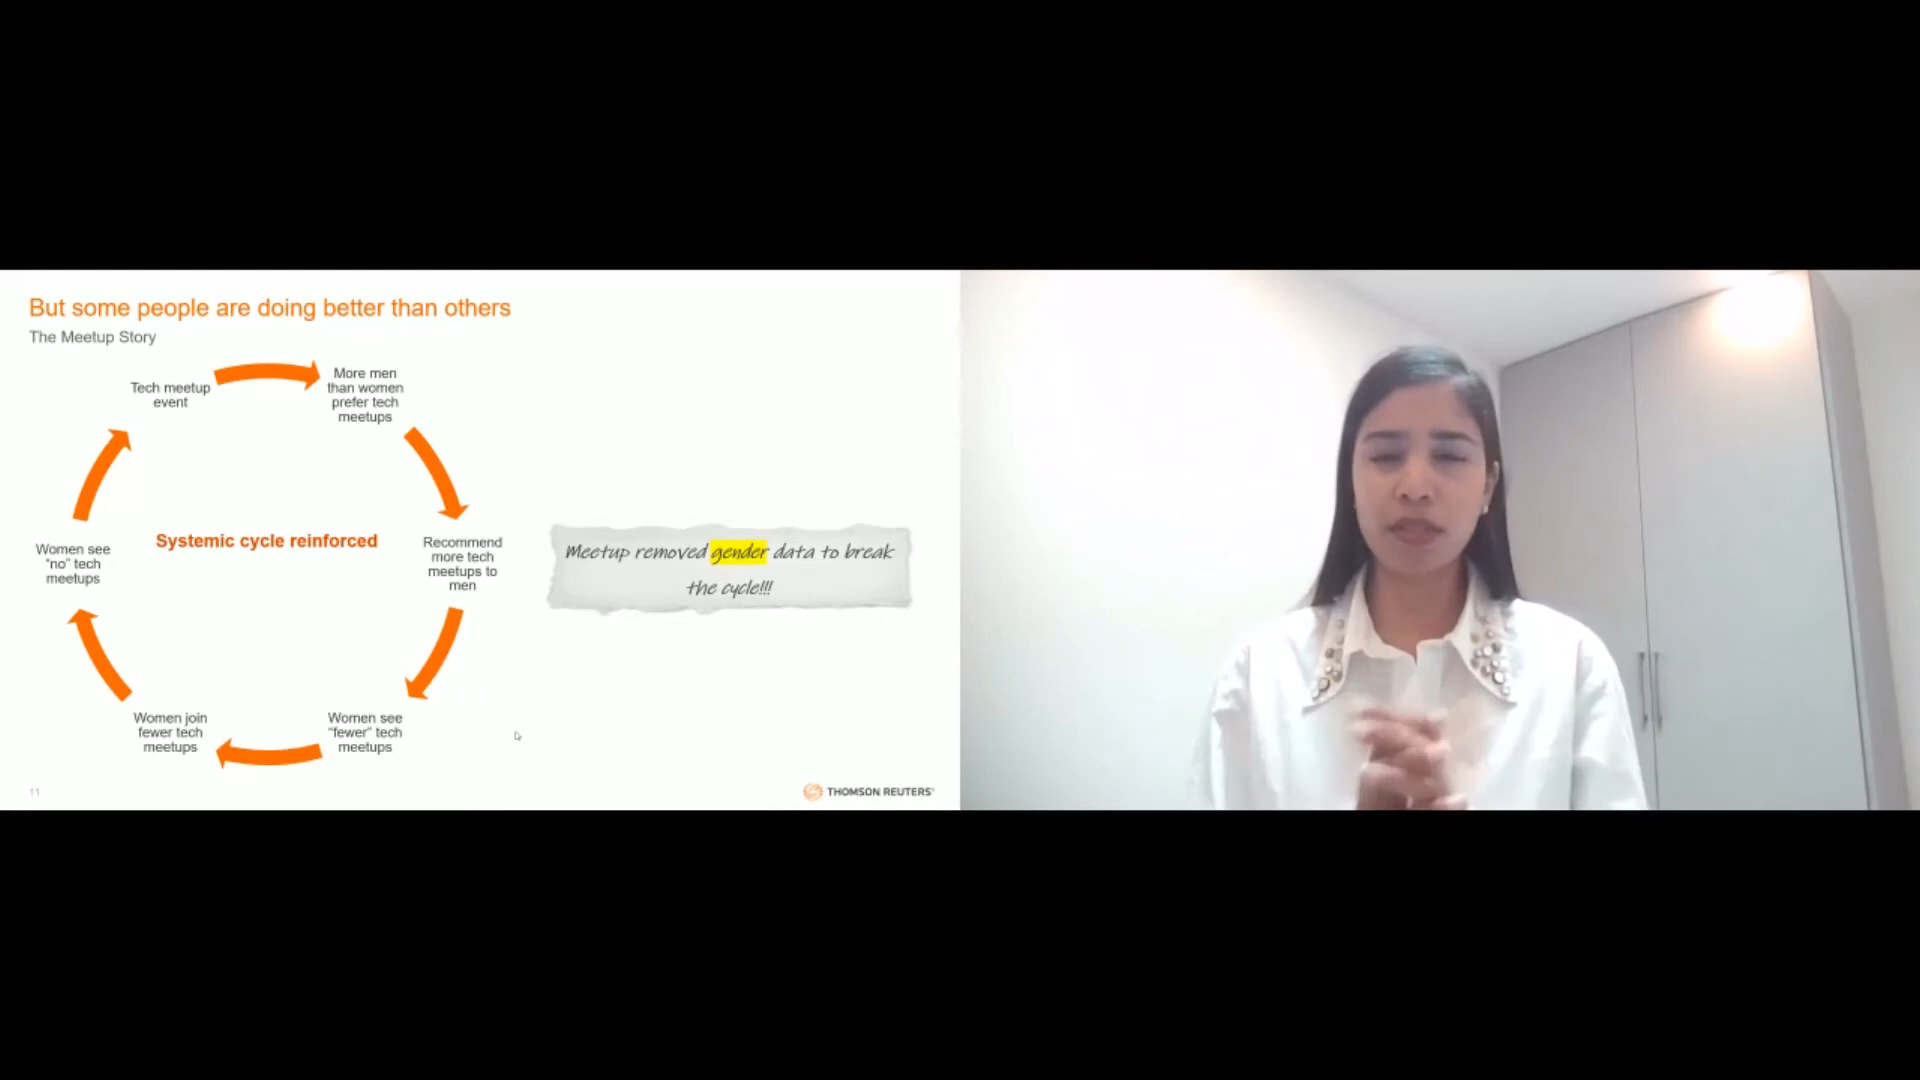 But some people are doing better than others
The Meetup Story
Tech meetup
event
More men
than women
prefer tech
meetups
Recommend
more tech
meetups to
men
Women see
“fewer” tech
meetups
Women join
fewer tech
meetups
Women see
“no” tech
meetups
Systemic cycle reinforced
Meetup removed gender data to break
the cycle!!!
11
THOMSON REUTERS